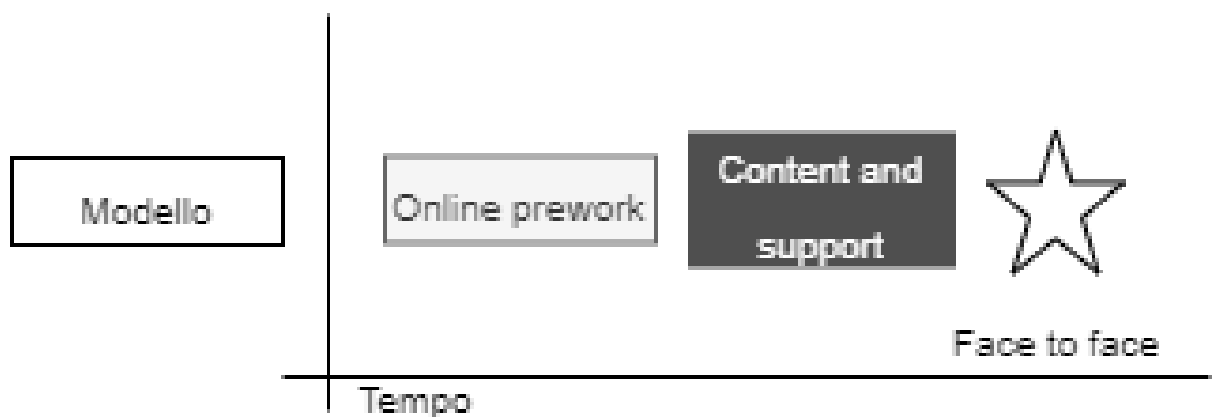 Modello
Online prework
Content and
support
Face to face
Tempo